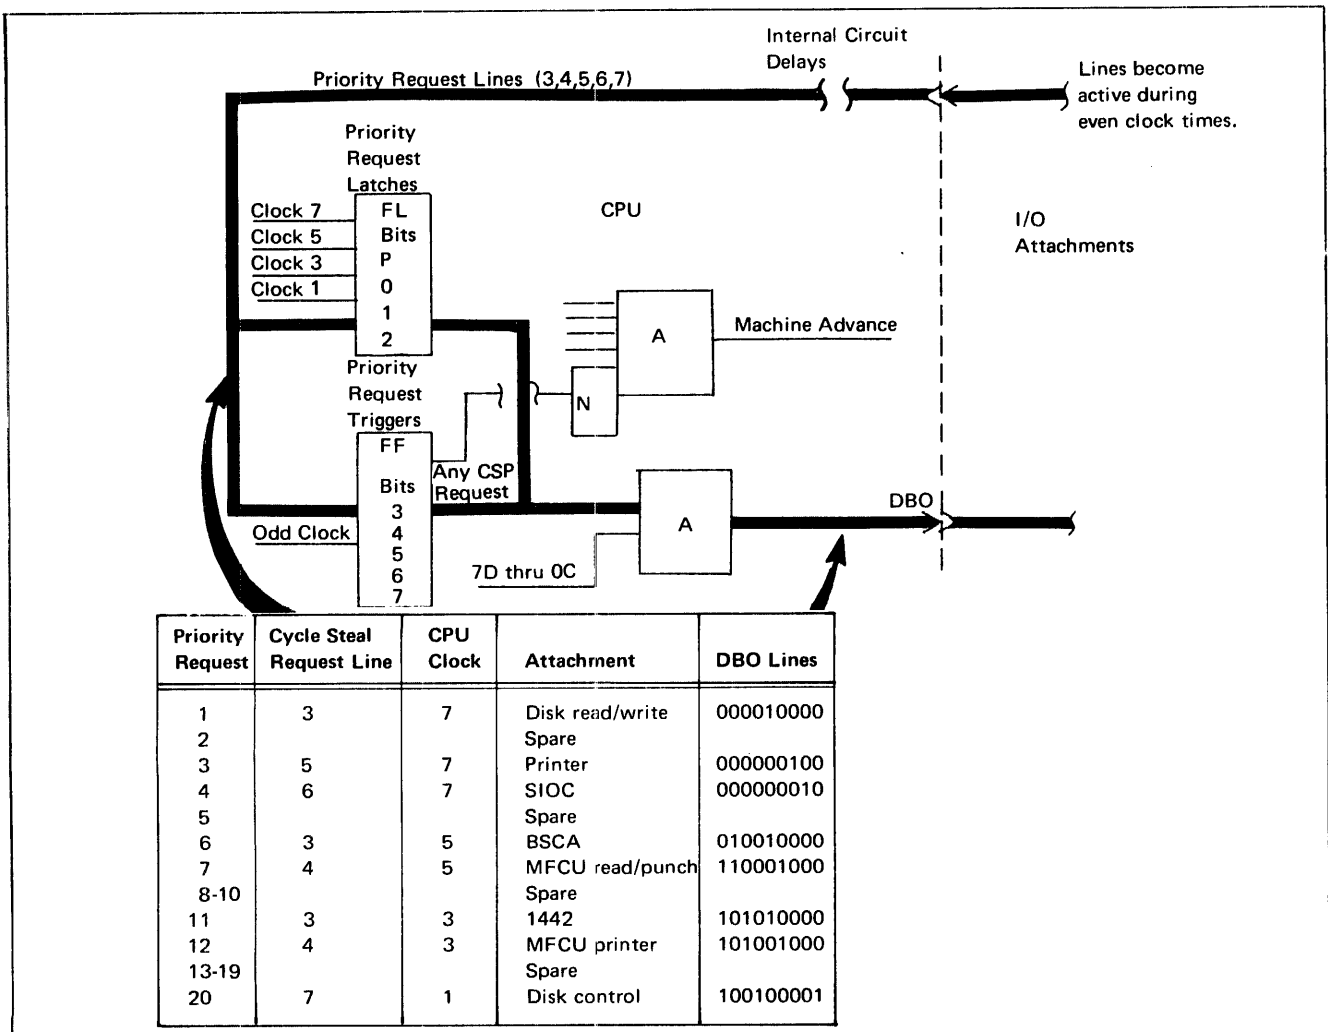 Internal Circuit
Delays
Priority Request Lines (3,4,5,6,7)
Lines become
active during
even clock times.
Priority
Request
Latches
Clock 7
Clock 5
Clock 3
Clock 1
FL
Bits
P
0
1
2
CPU
I/O
Attachments
A
Machine Advance
N
Priority
Request
Triggers
FF
Bits
3
4
5
6
7
Any CSP
Request
Odd Clock
A
7D thru 0C
DBO
Priority Request | Cycle Steal Request Line | CPU Clock | Attachment | DBO Lines
1 3 7 Disk read/write 000010000
2 Spare
3 5 7 Printer 000000100
4 6 7 SIOC 000000010
5 Spare
6 3 5 BSCA 010010000
7 4 5 MFCU read/punch 110001000
8-10 Spare
11 3 3 1442 101010000
12 4 3 MFCU printer 101001000
13-19 Spare
20 7 1 Disk control 100100001